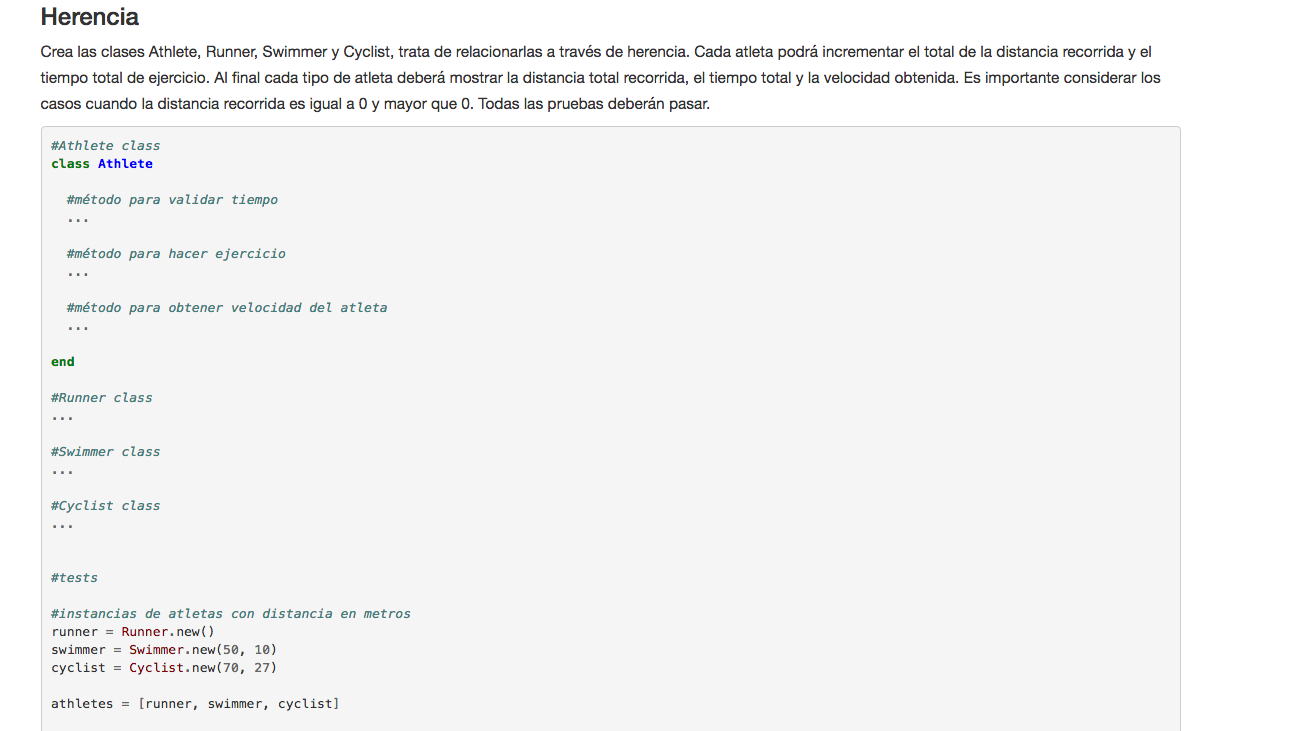 Herencia
Crea las clases Athlete, Runner, Swimmer y Cyclist, trata de relacionarlas a través de herencia. Cada atleta podrá incrementar el total de la distancia recorrida y el
tiempo total de ejercicio. Al final cada tipo de atleta deberá mostrar la distancia total recorrida, el tiempo total y la velocidad obtenida. Es importante considerar los
casos cuando la distancia recorrida es igual a 0 y mayor que 0. Todas las pruebas deberán pasar.
#Athlete class
class Athlete
#método para validar tiempo
...
#método para hacer ejercicio
...
#método para obtener velocidad del atleta
...
end
#Runner class
...
#Swimmer class
...
#Cyclist class
...
#tests
#instancias de atletas con distancia en metros
runner = Runner.new()
swimmer = Swimmer.new(50, 10)
cyclist = Cyclist.new(70, 27)
athletes = [runner, swimmer, cyclist]